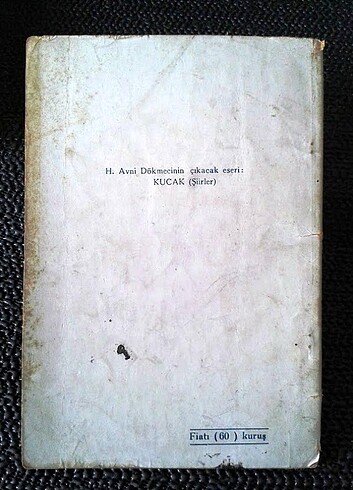 H. Avni Dökmecinin çıkacak eseri:
KUCAK (Şiirler)
Fiatı ( 60 ) kuruş